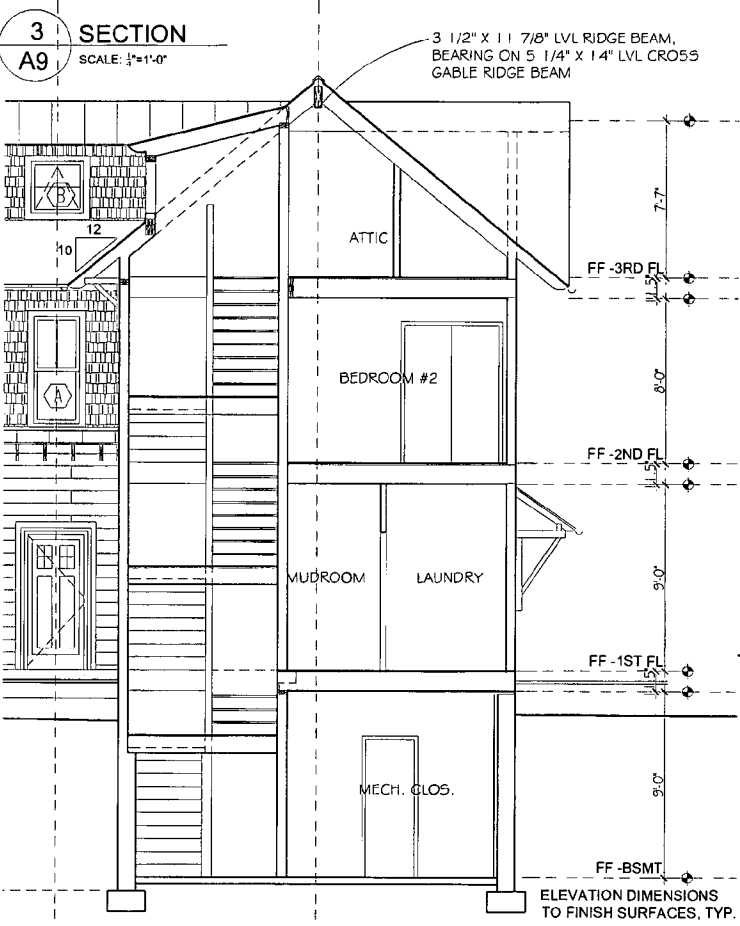 3
A9
SECTION
SCALE: 1/4"=1'-0"
3 1/2" X 11 7/8" LVL RIDGE BEAM,
BEARING ON 5 1/4" X 14" LVL CROSS
GABLE RIDGE BEAM
B
12
10
7'-7"
ATTIC
FF -3RD FL
11.5"
A
BEDROOM #2
8'-0"
FF -2ND FL
11.5"
MUDROOM
LAUNDRY
9'-0"
FF -1ST FL
11.5"
9'-0"
MECH. CLOS.
FF -BSMT.
ELEVATION DIMENSIONS
TO FINISH SURFACES, TYP.